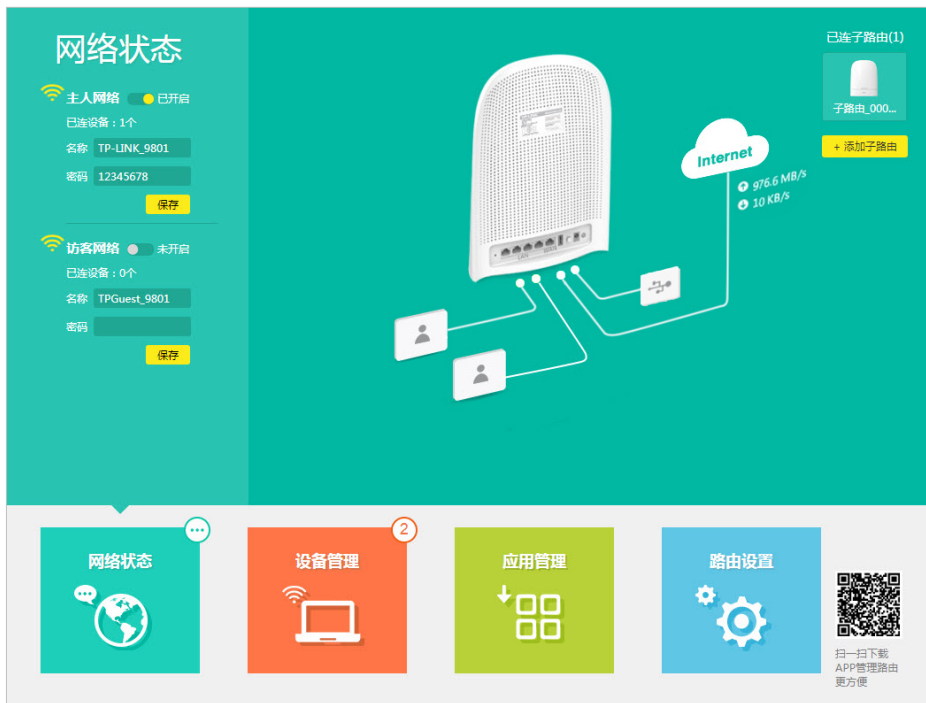 网络状态
主人网络 已开启
已连设备：1个
名称 TP-LINK_9801
密码 12345678
保存
访客网络 未开启
已连设备：0个
名称 TPGuest_9801
密码
保存
LAN WAN
Internet
976.6 MB/s
10 KB/s
已连子路由(1)
子路由_000...
+ 添加子路由
网络状态
2
设备管理
应用管理
路由设置
扫一扫下载
APP管理路由
更方便